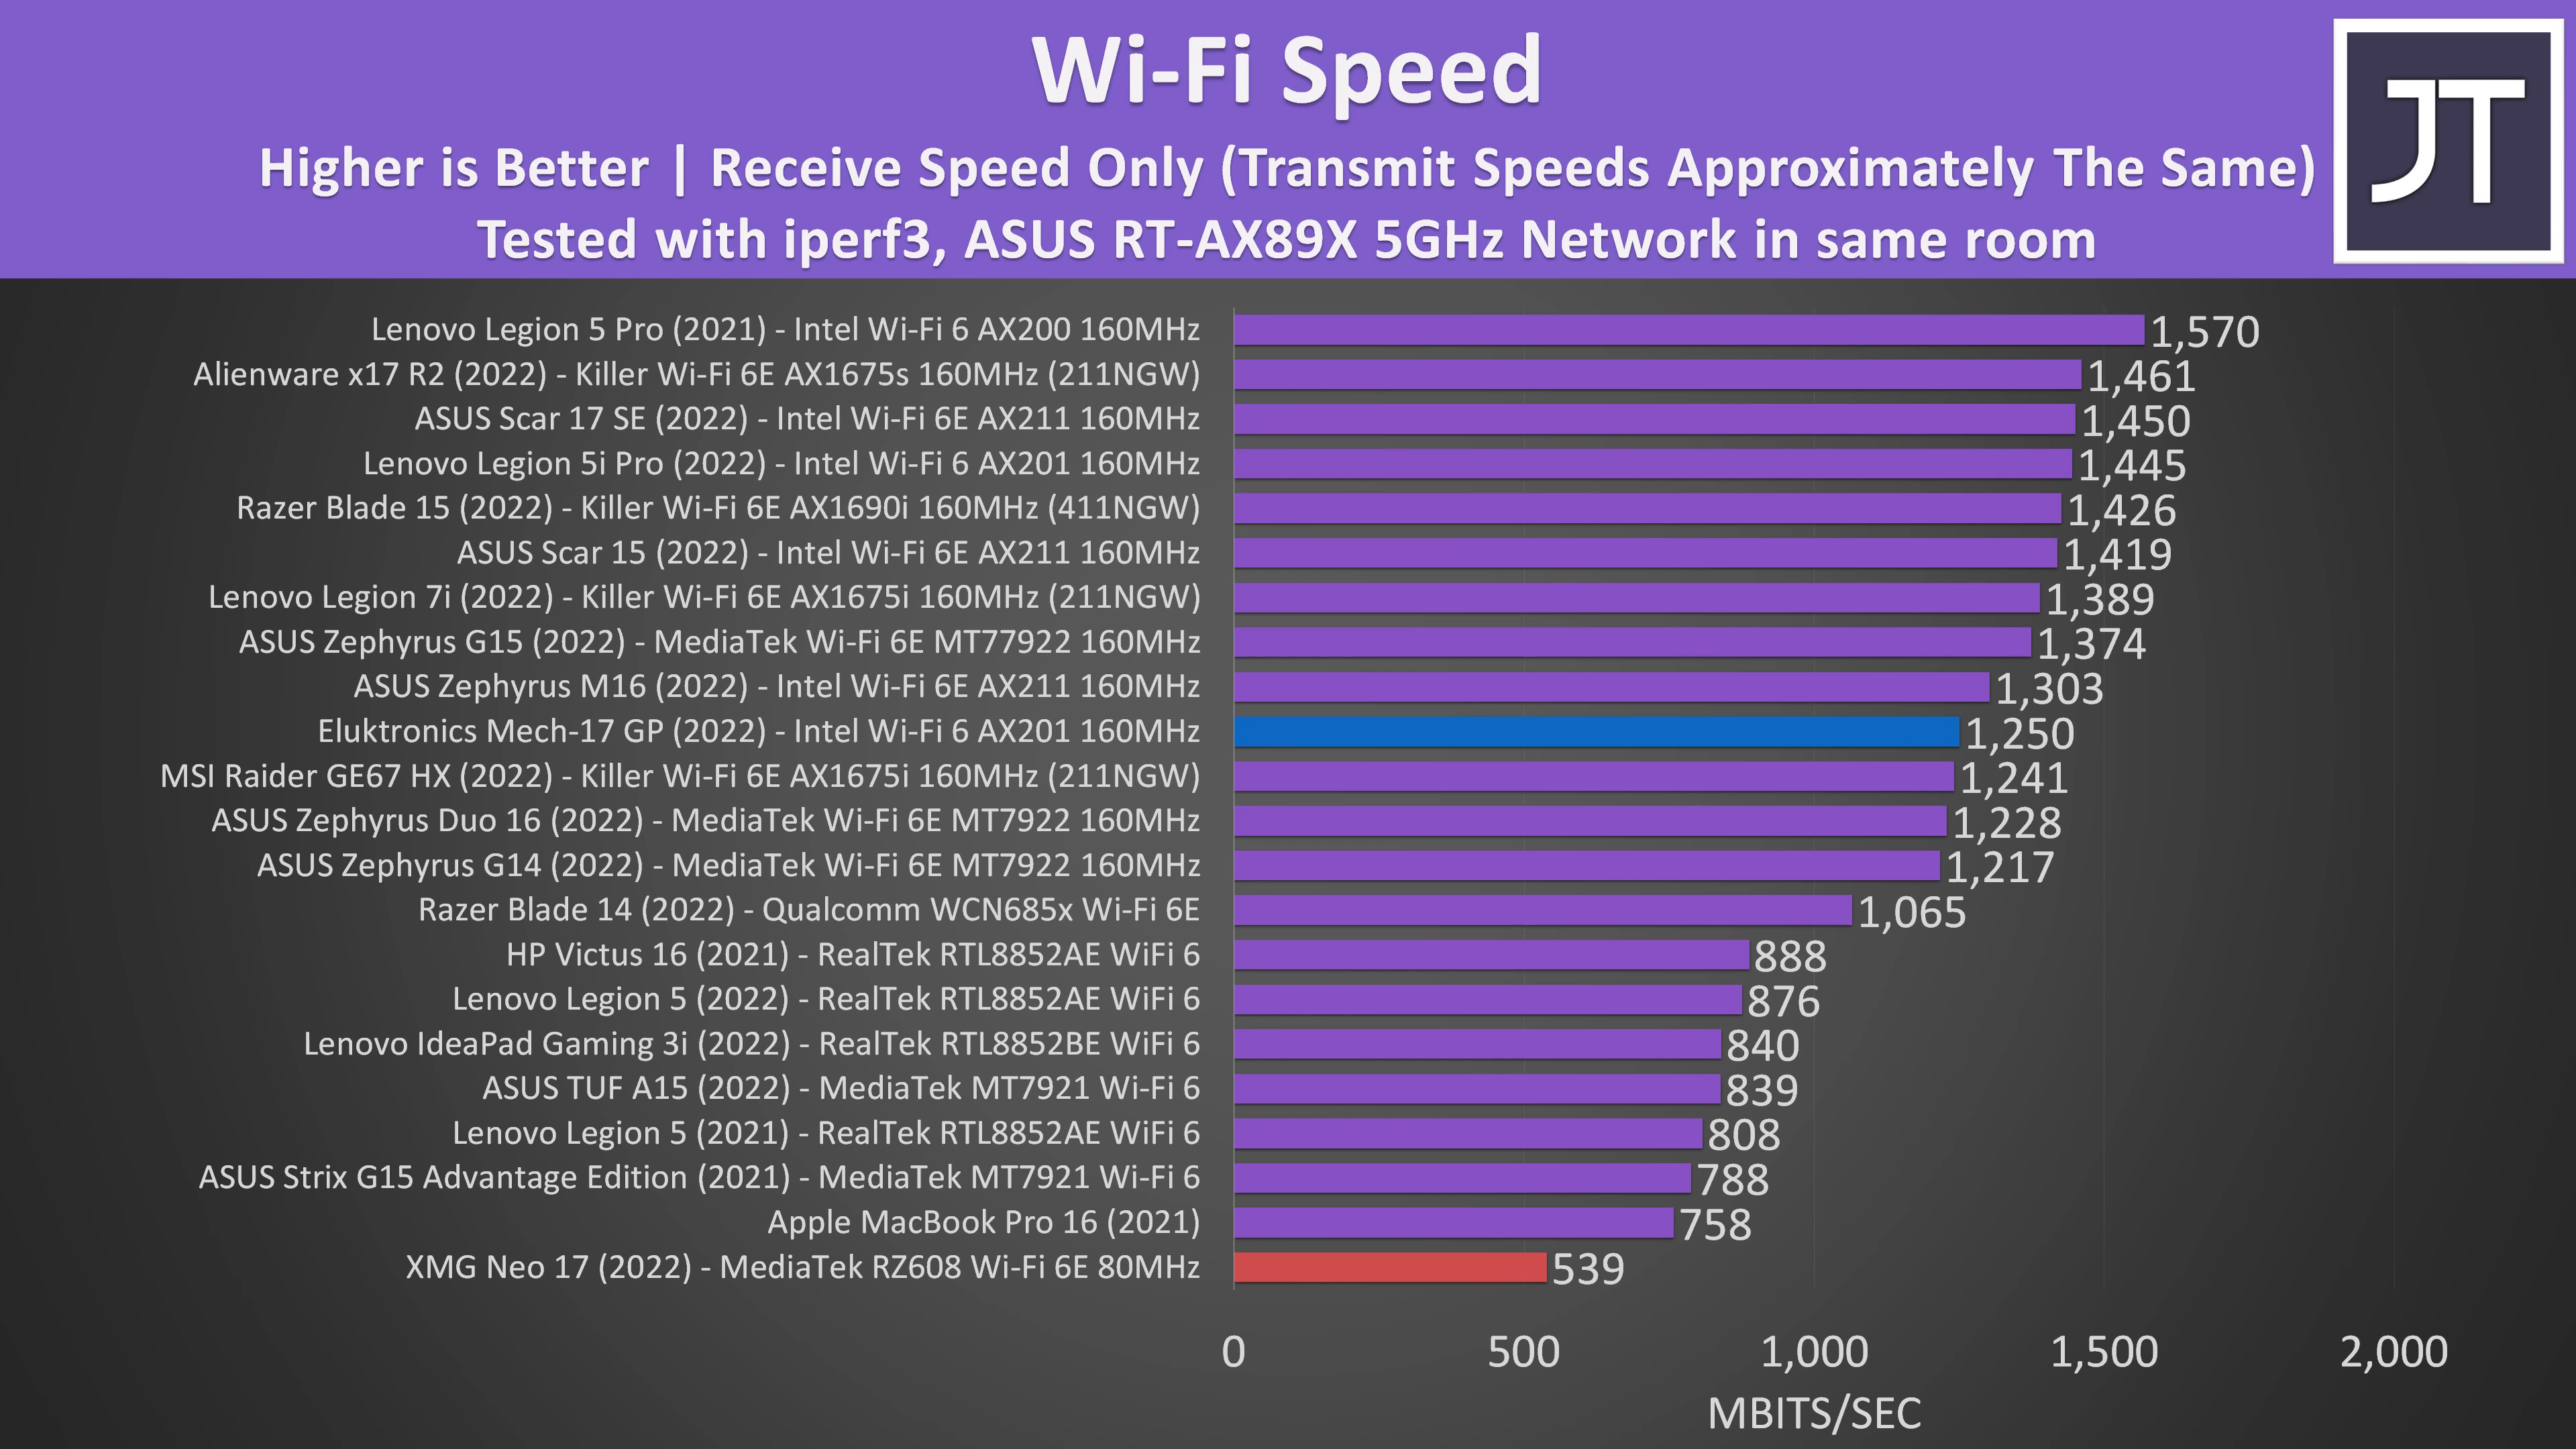 Wi-Fi Speed
Higher is Better | Receive Speed Only (Transmit Speeds Approximately The Same)
Tested with iperf3, ASUS RT-AX89X 5GHz Network in same room
JT
Lenovo Legion 5 Pro (2021) - Intel Wi-Fi 6 AX200 160MHz 1,570
Alienware x17 R2 (2022) - Killer Wi-Fi 6E AX1675s 160MHz (211NGW) 1,461
ASUS Scar 17 SE (2022) - Intel Wi-Fi 6E AX211 160MHz 1,450
Lenovo Legion 5i Pro (2022) - Intel Wi-Fi 6 AX201 160MHz 1,445
Razer Blade 15 (2022) - Killer Wi-Fi 6E AX1690i 160MHz (411NGW) 1,426
ASUS Scar 15 (2022) - Intel Wi-Fi 6E AX211 160MHz 1,419
Lenovo Legion 7i (2022) - Killer Wi-Fi 6E AX1675i 160MHz (211NGW) 1,389
ASUS Zephyrus G15 (2022) - MediaTek Wi-Fi 6E MT77922 160MHz 1,374
ASUS Zephyrus M16 (2022) - Intel Wi-Fi 6E AX211 160MHz 1,303
Eluktronics Mech-17 GP (2022) - Intel Wi-Fi 6 AX201 160MHz 1,250
MSI Raider GE67 HX (2022) - Killer Wi-Fi 6E AX1675i 160MHz (211NGW) 1,241
ASUS Zephyrus Duo 16 (2022) - MediaTek Wi-Fi 6E MT7922 160MHz 1,228
ASUS Zephyrus G14 (2022) - MediaTek Wi-Fi 6E MT7922 160MHz 1,217
Razer Blade 14 (2022) - Qualcomm WCN685x Wi-Fi 6E 1,065
HP Victus 16 (2021) - RealTek RTL8852AE WiFi 6 888
Lenovo Legion 5 (2022) - RealTek RTL8852AE WiFi 6 876
Lenovo IdeaPad Gaming 3i (2022) - RealTek RTL8852BE WiFi 6 840
ASUS TUF A15 (2022) - MediaTek MT7921 Wi-Fi 6 839
Lenovo Legion 5 (2021) - RealTek RTL8852AE WiFi 6 808
ASUS Strix G15 Advantage Edition (2021) - MediaTek MT7921 Wi-Fi 6 788
Apple MacBook Pro 16 (2021) 758
XMG Neo 17 (2022) - MediaTek RZ608 Wi-Fi 6E 80MHz 539
0 500 1,000 1,500 2,000
MBITS/SEC